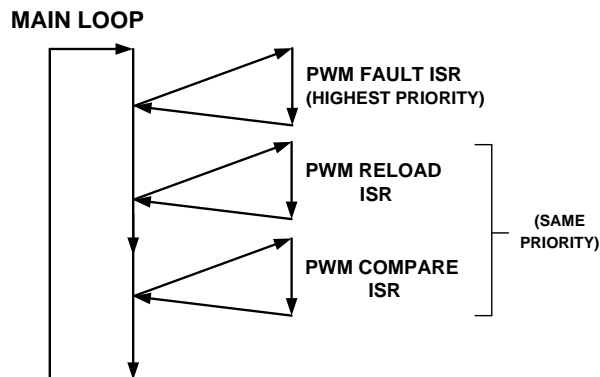 MAIN LOOP
PWM FAULT ISR
(HIGHEST PRIORITY)
PWM RELOAD
ISR
(SAME
PRIORITY)
PWM COMPARE
ISR